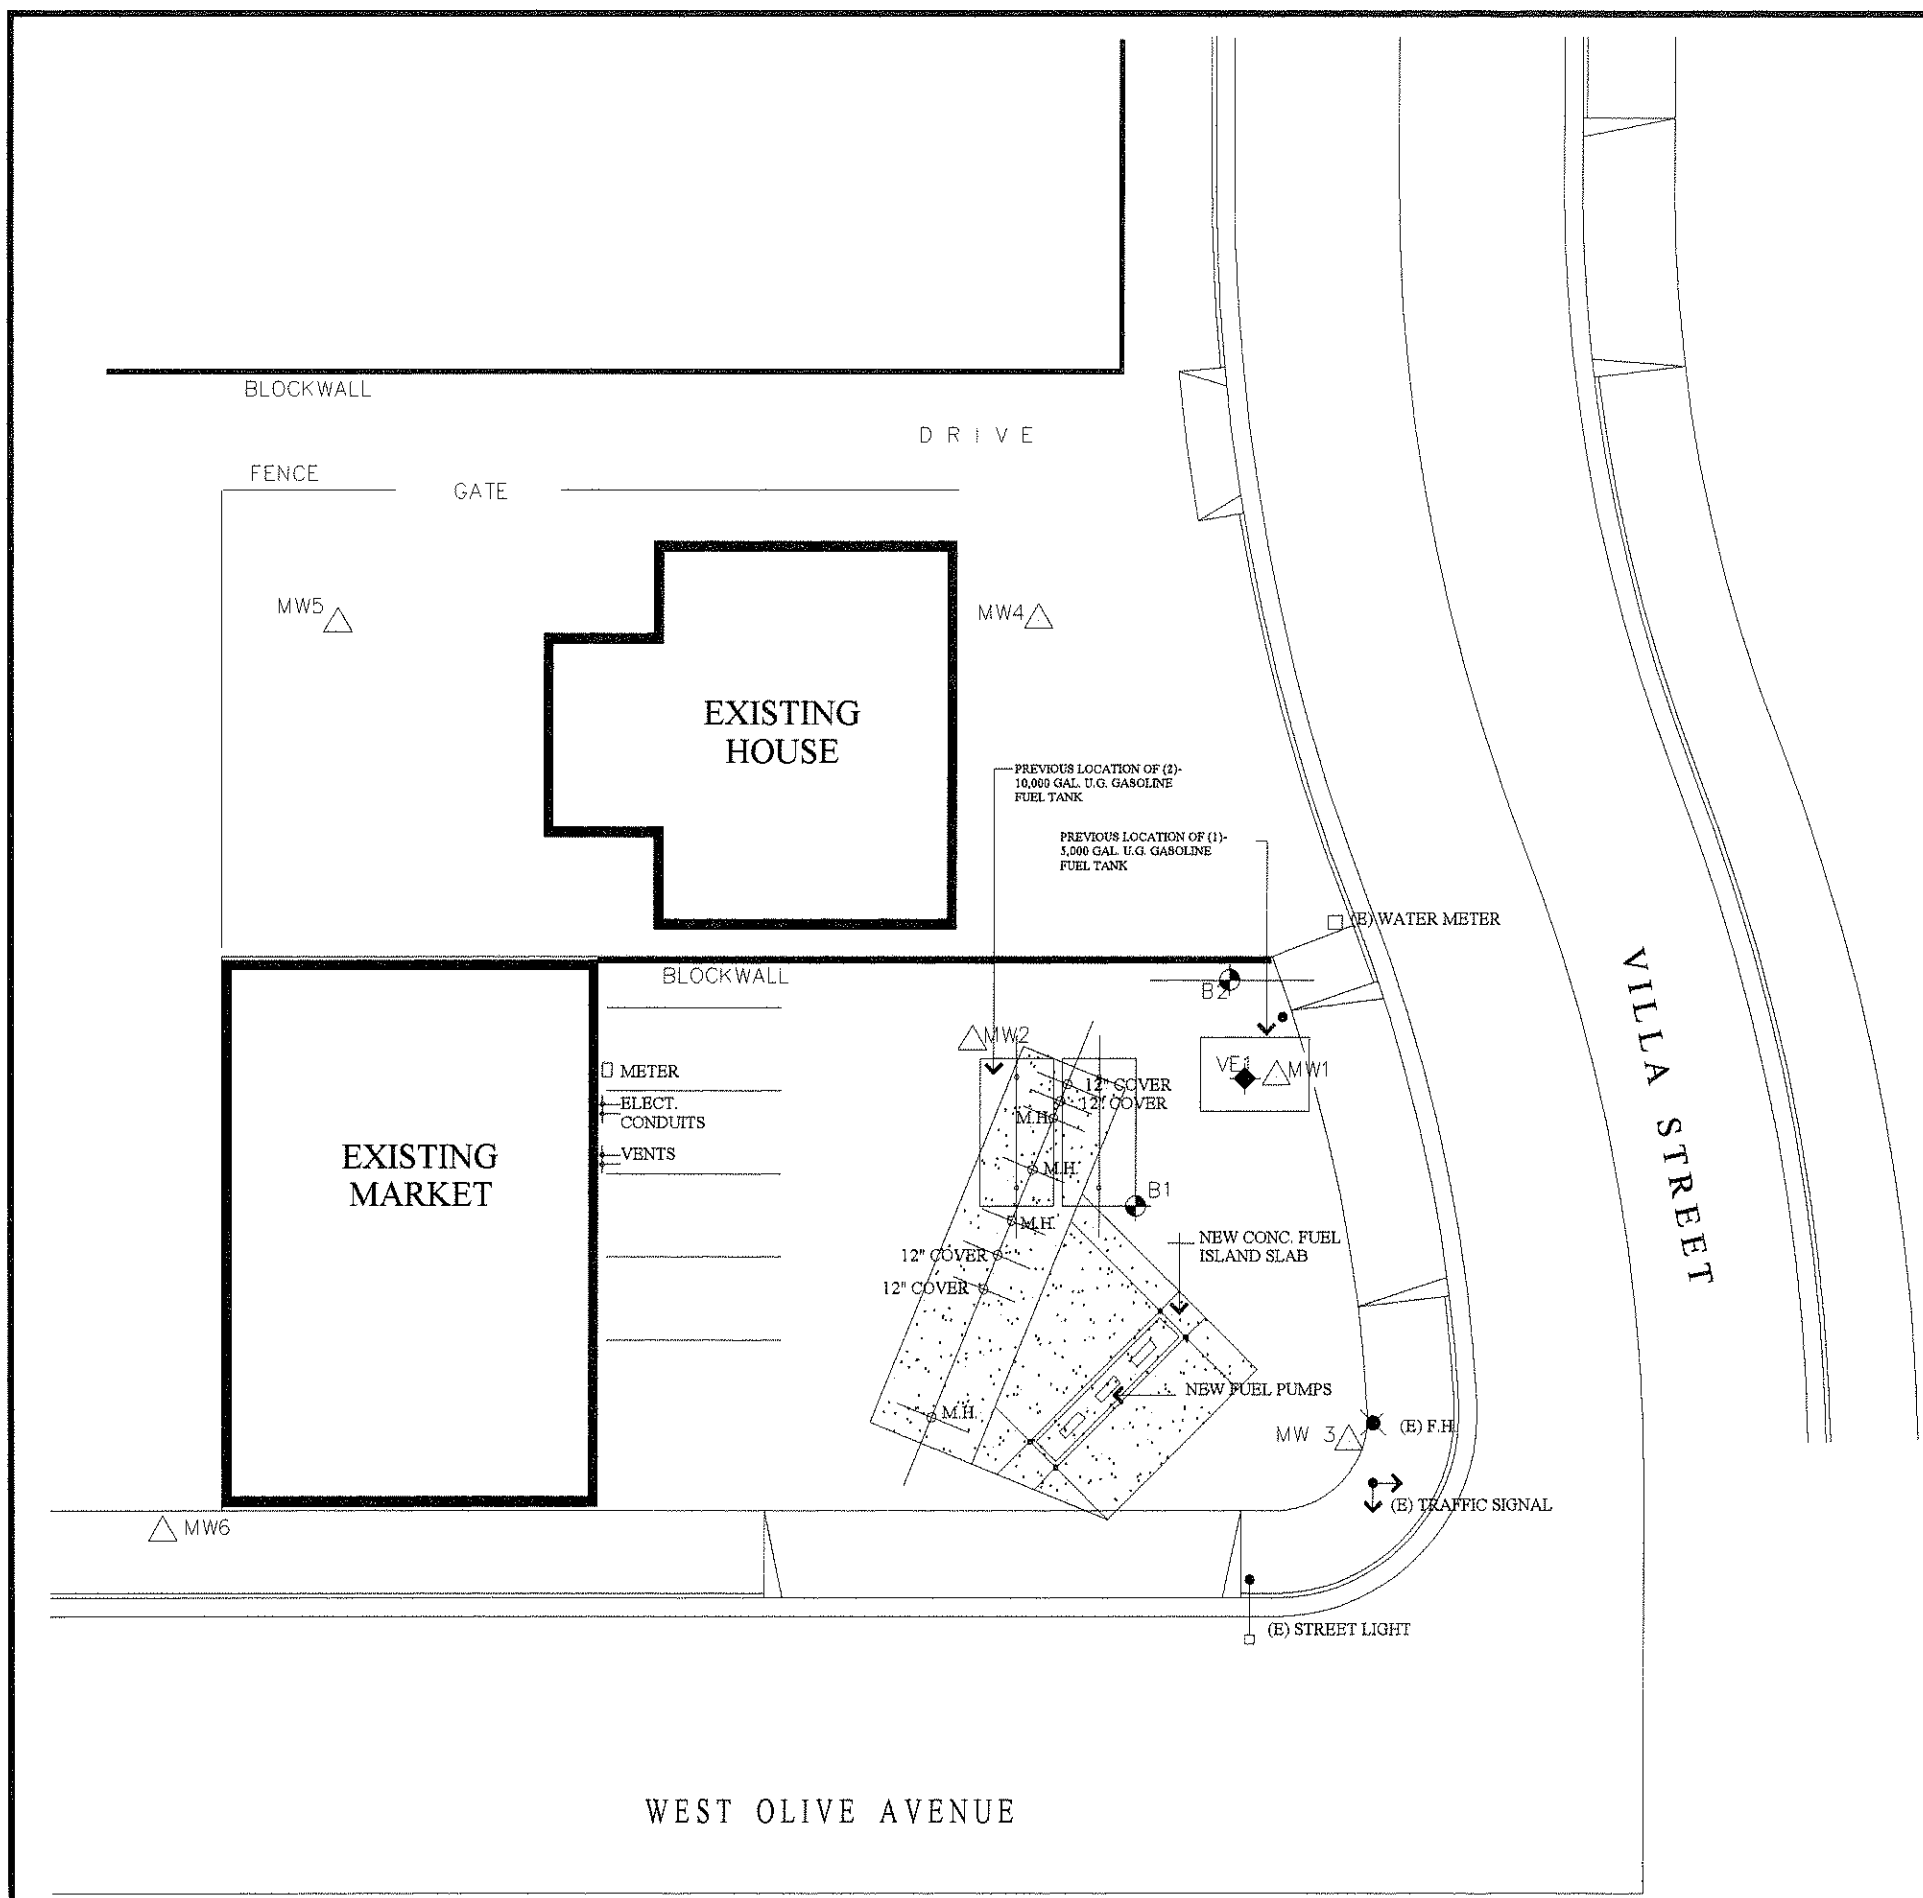 BLOCKWALL
DRIVE
FENCE
GATE
MW5
MW4
EXISTING
HOUSE
PREVIOUS LOCATION OF (2)-
10,000 GAL. U.G. GASOLINE
FUEL TANK
PREVIOUS LOCATION OF (1)-
5,000 GAL. U.G. GASOLINE
FUEL TANK
(E) WATER METER
BLOCKWALL
B2
VILLA STREET
MW2
VE1
MW1
METER
12" COVER
12" COVER
ELECT.
CONDUITS
M.H.
VENTS
M.H.
EXISTING
MARKET
B1
M.H.
NEW CONC. FUEL
ISLAND SLAB
12" COVER
12" COVER
NEW FUEL PUMPS
M.H.
MW 3
(E) F.H.
(E) TRAFFIC SIGNAL
MW6
(E) STREET LIGHT
WEST OLIVE AVENUE